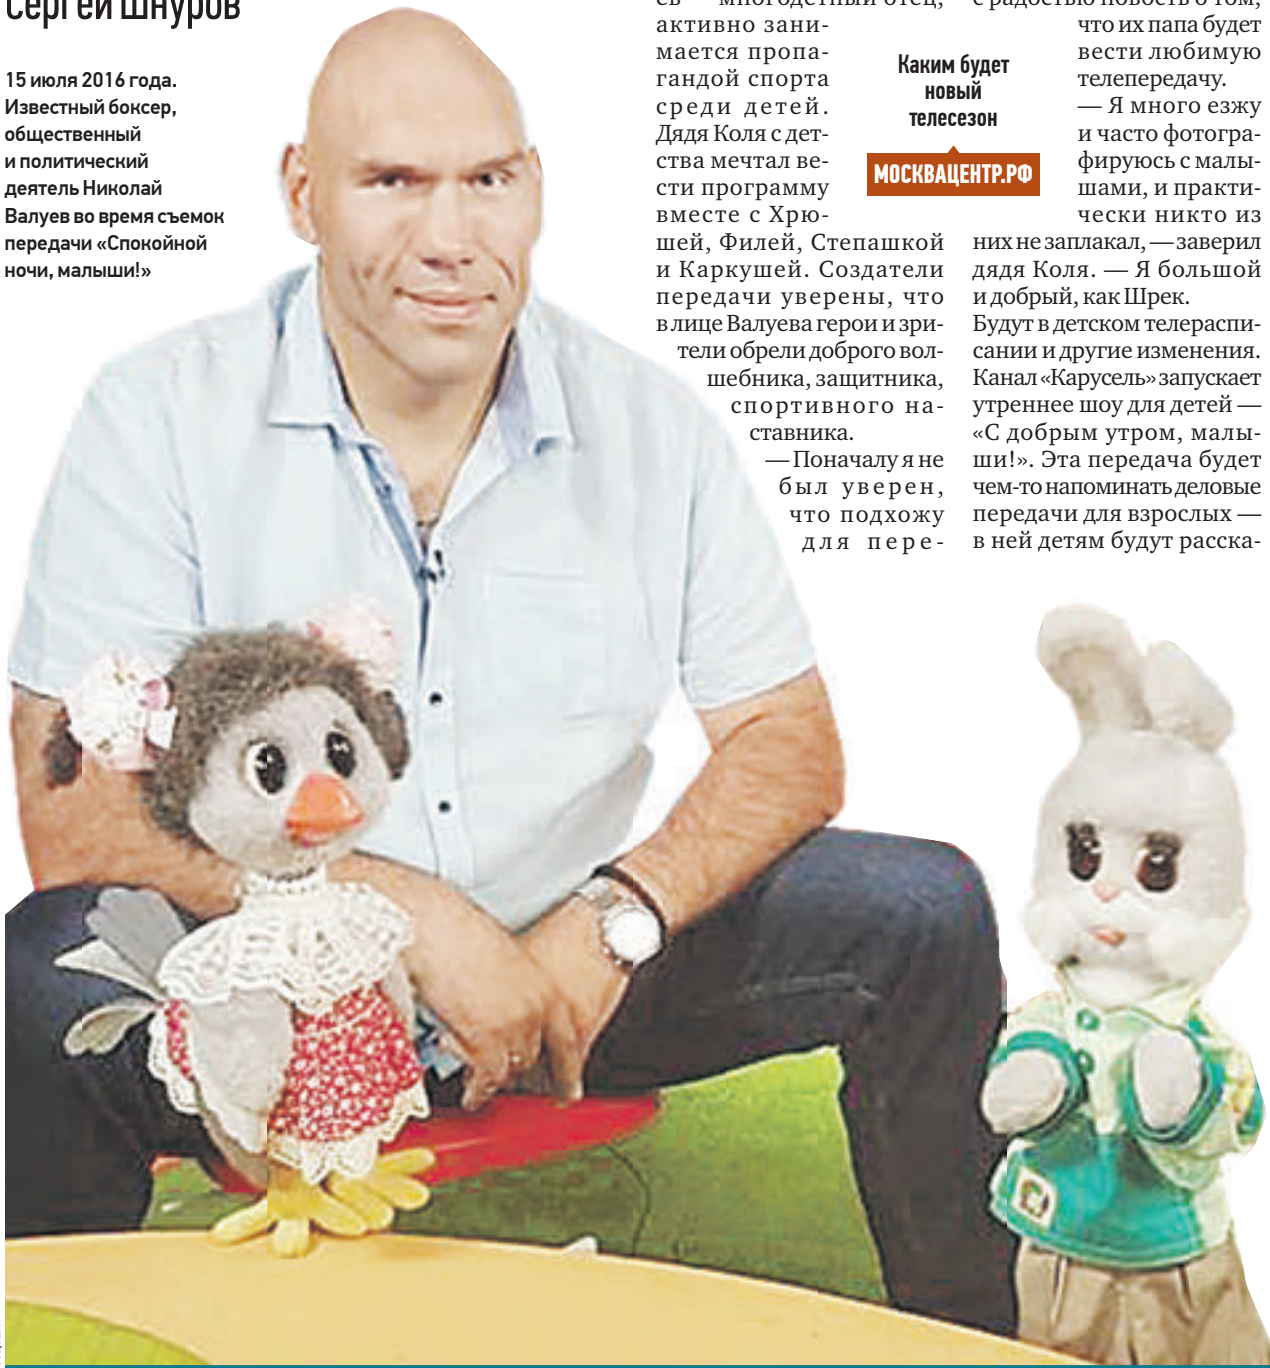 Сергей Шнуров
15 июля 2016 года.
Известный боксер,
общественный
и политический
деятель Николай
Валуев во время съемок
передачи «Спокойной
ночи, малыши!»
ев — многодетный отец,
активно зани-
мается пропа-
гандой спорта
среди детей.
Дядя Коля с дет-
ства мечтал ве-
сти программу
вместе с Хрю-
шей, Филей, Степашкой
и Каркушей. Создатели
передачи уверены, что
в лице Валуева герои и зри-
тели обрели доброго вол-
шебника, защитника,
спортивного на-
ставника.
— Поначалу я не
был уверен,
что подхожу
для пере-
Каким будет
новый
телесезон
МОСКВАЦЕНТР.РФ
с радостью новость о том,
что их папа будет
вести любимую
телепередачу.
— Я много езжу
и часто фотогра-
фируюсь с малы-
шами, и практи-
чески никто из
них не заплакал, — заверил
дядя Коля. — Я большой
и добрый, как Шрек.
Будут в детском телераспи-
сании и другие изменения.
Канал «Карусель» запускает
утреннее шоу для детей —
«С добрым утром, малы-
ши!». Эта передача будет
чем-то напоминать деловые
передачи для взрослых —
в ней детям будут расска-